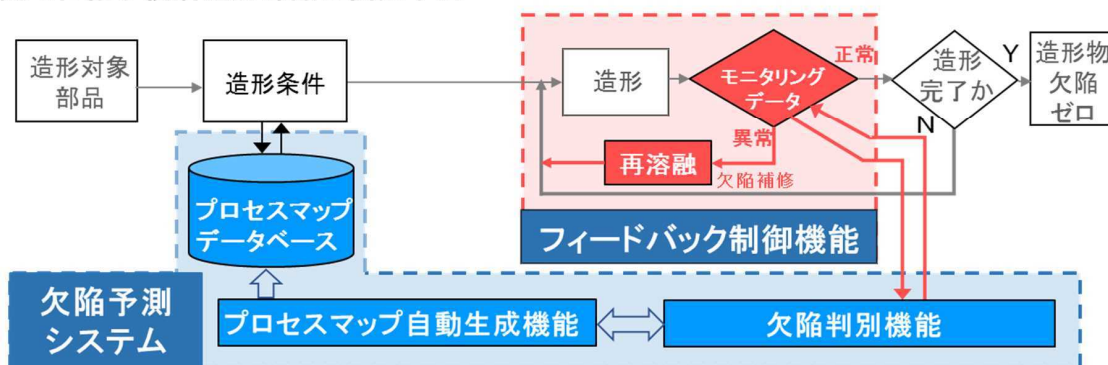 造形対象
部品
造形条件
造形
モニタリング
データ
正常
造形
完了か
Y
造形物
欠陥
ゼロ
N
異常
再溶融
欠陥補修
プロセスマップ
データベース
フィードバック制御機能
欠陥予測
システム
プロセスマップ自動生成機能
欠陥判別機能